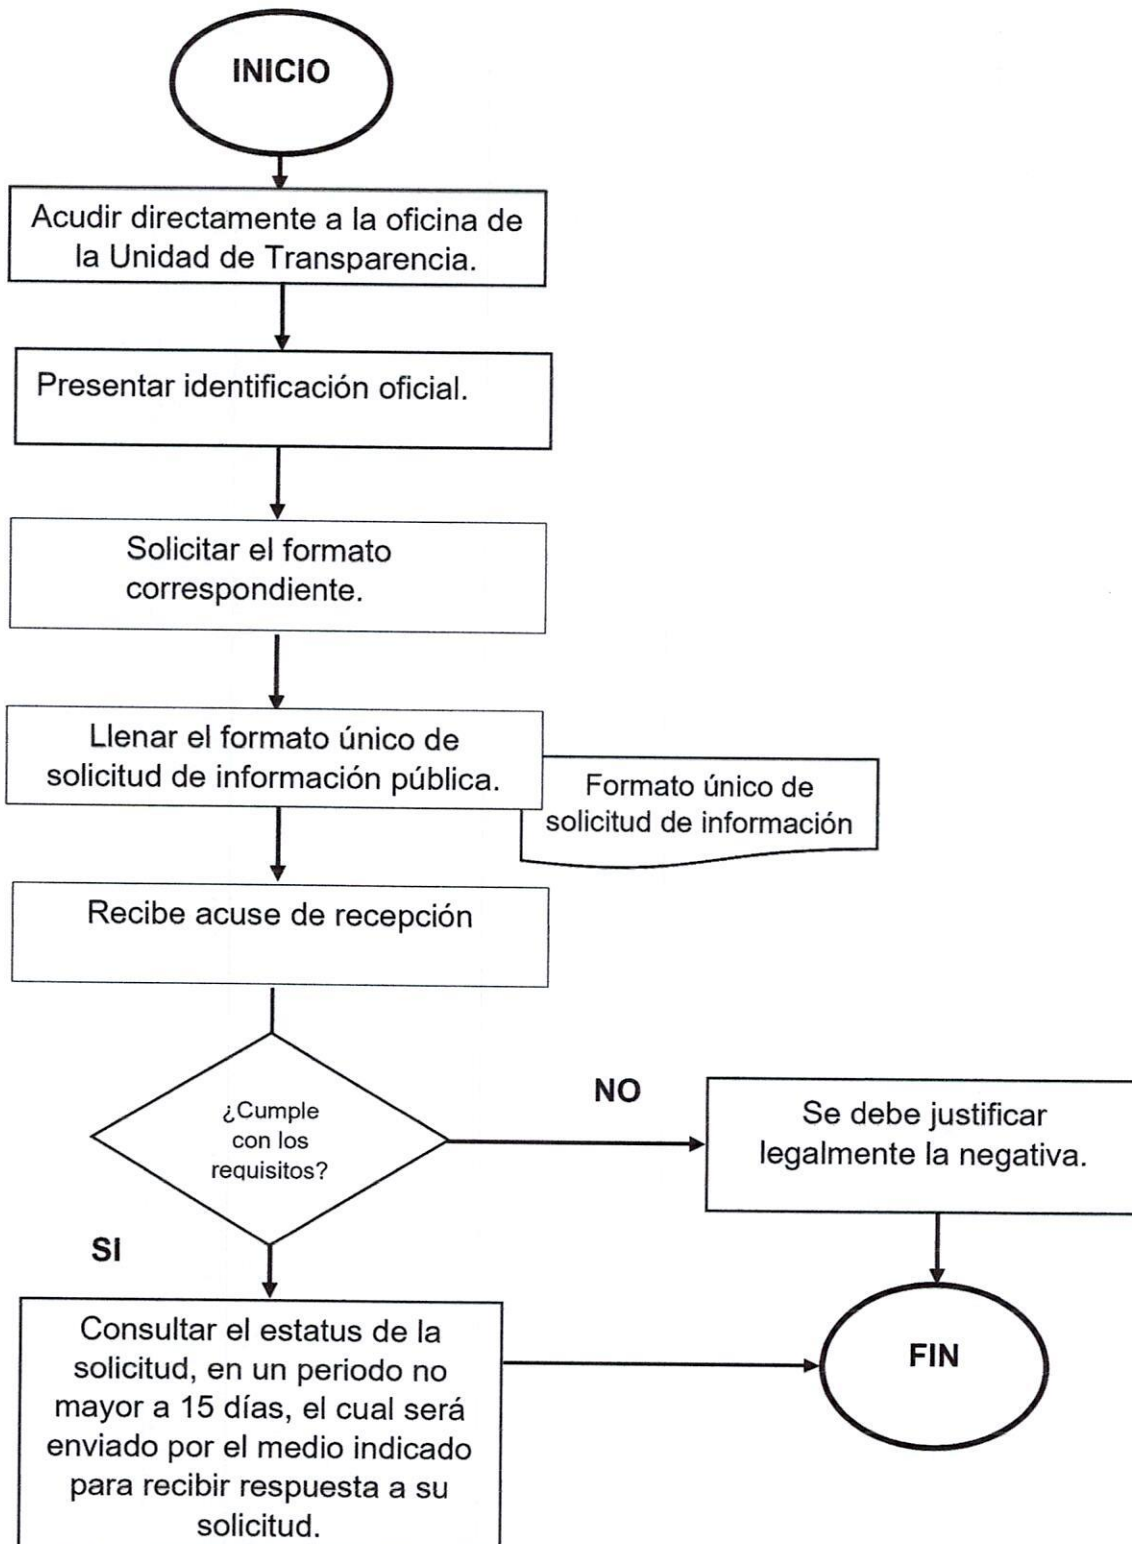 INICIO
Acudir directamente a la oficina de
la Unidad de Transparencia.
Presentar identificación oficial.
Solicitar el formato
correspondiente.
Llenar el formato único de
solicitud de información pública.
Formato único de
solicitud de información
Recibe acuse de recepción
¿Cumple
con los
requisitos?
NO
Se debe justificar
legalmente la negativa.
SI
Consultar el estatus de la
solicitud, en un periodo no
mayor a 15 días, el cual será
enviado por el medio indicado
para recibir respuesta a su
solicitud.
FIN